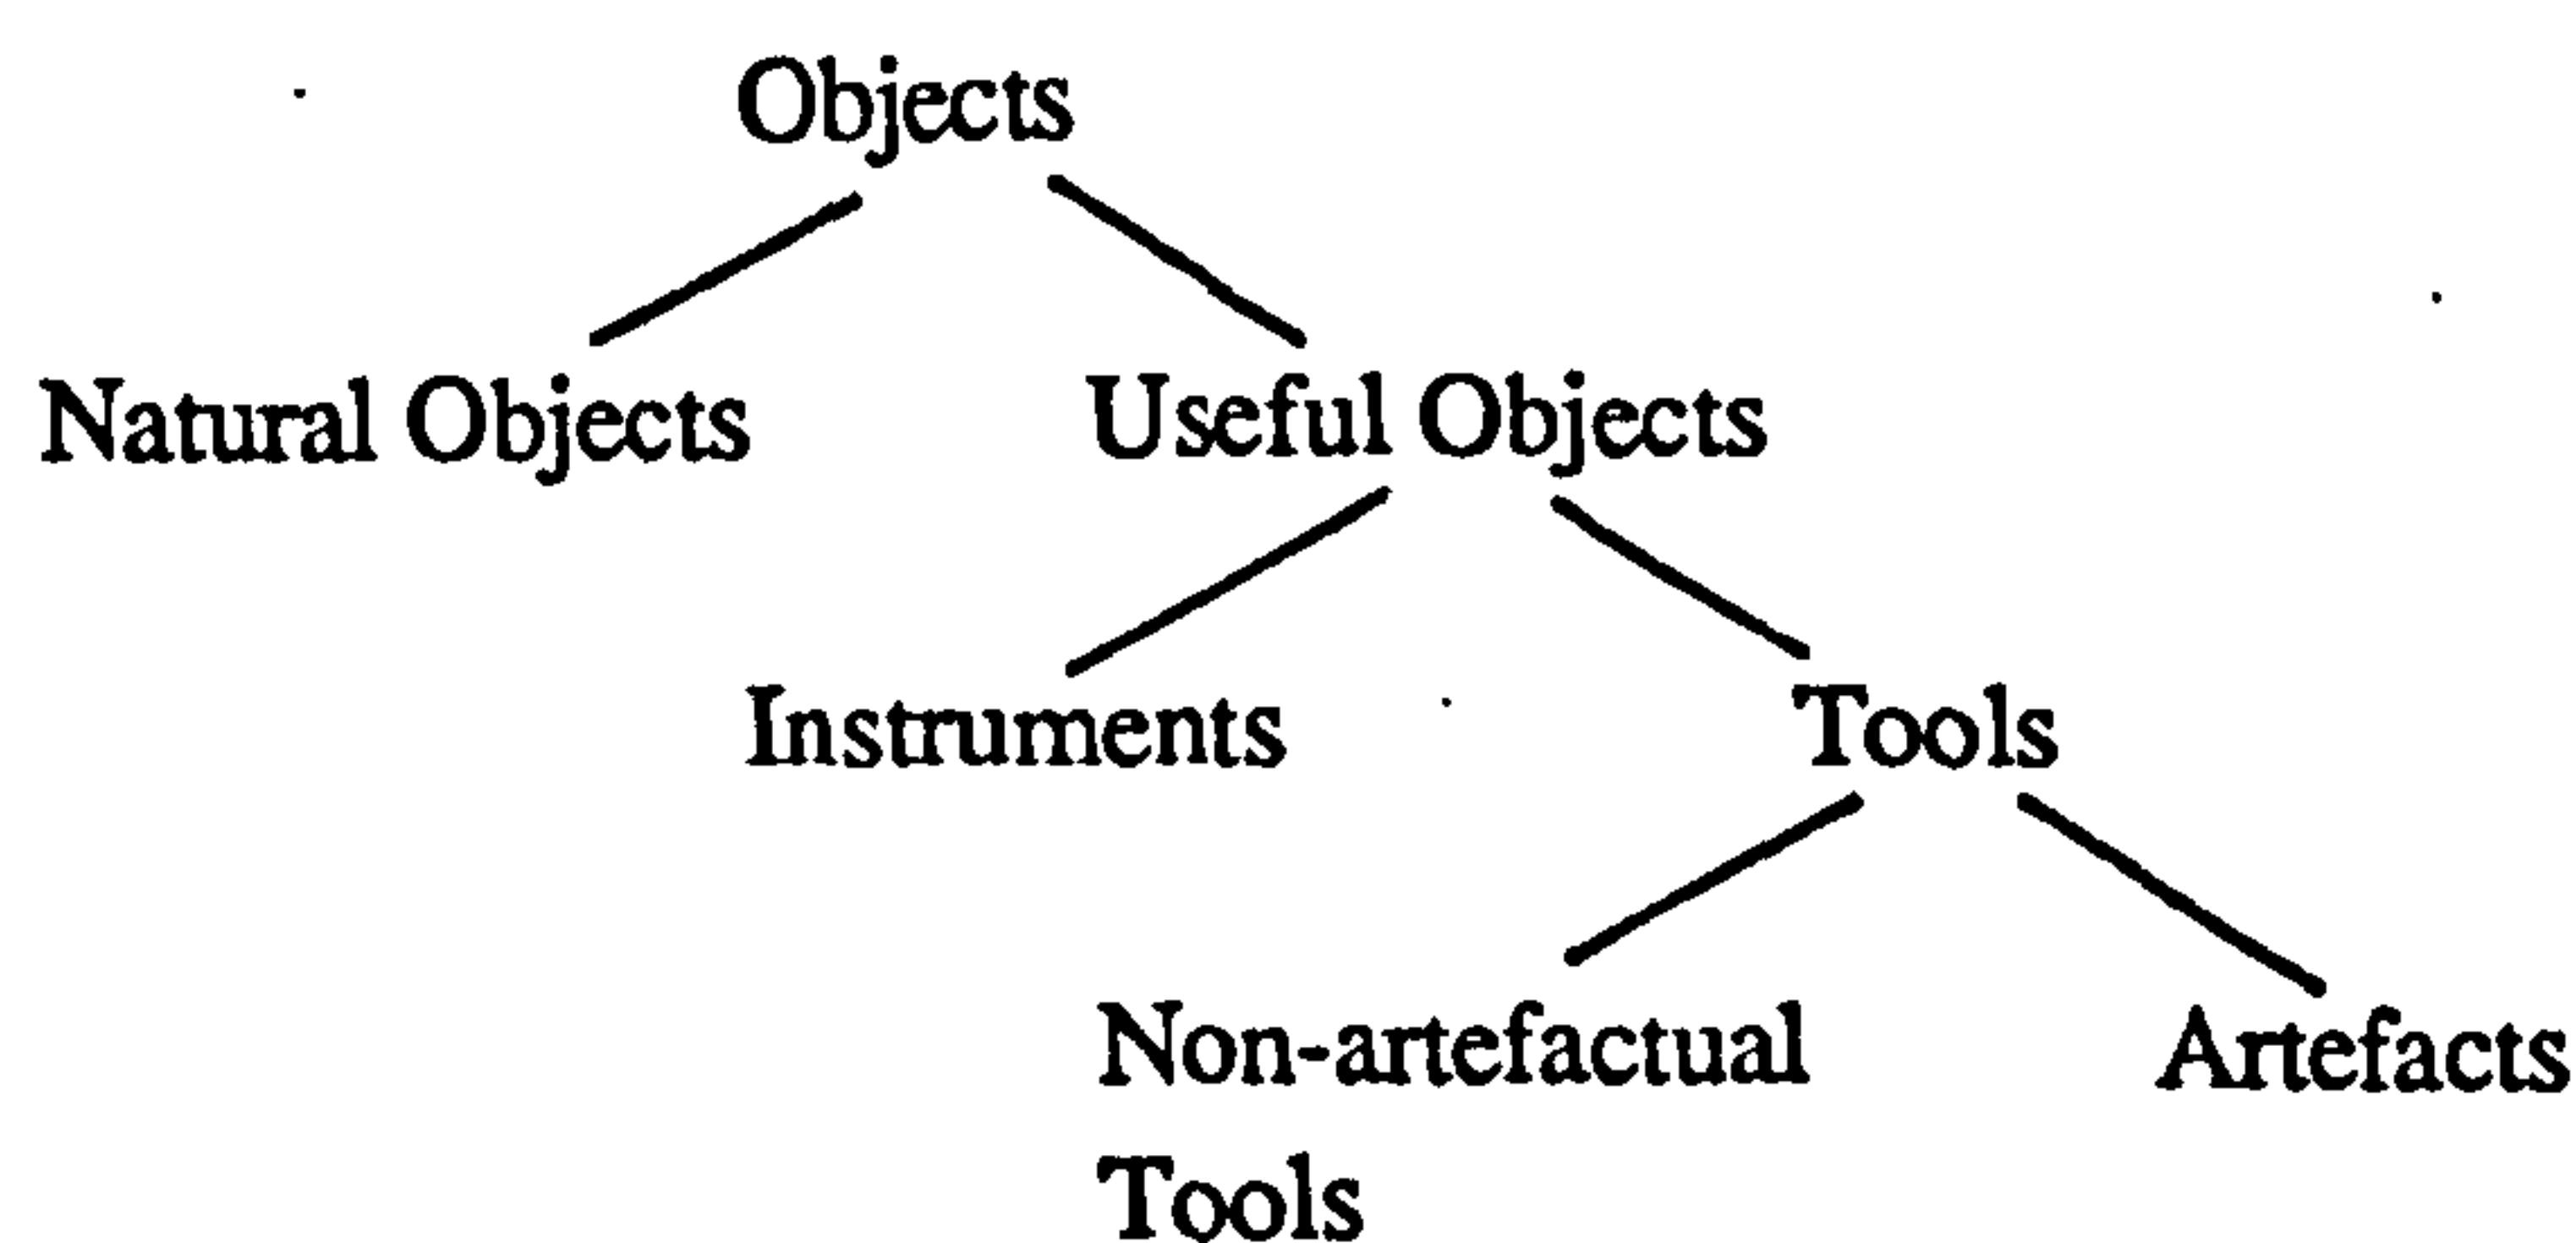 Objects
Natural Objects
Useful Objects
Instruments
Tools
Non-artefactual
Tools
Artefacts